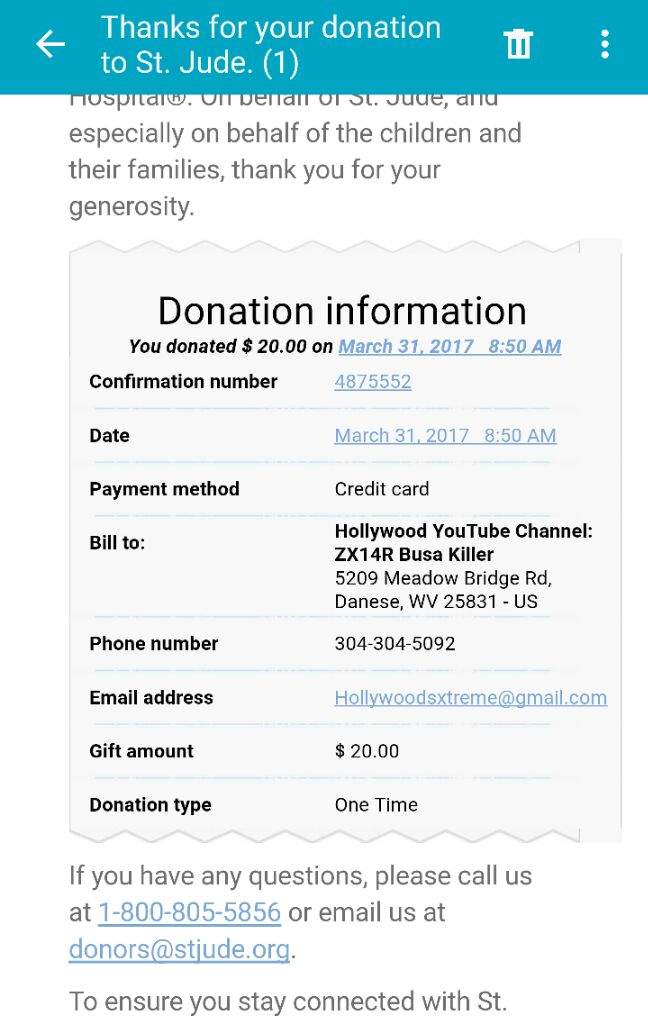 Thanks for your donation
to St. Jude. (1)
Hospital®. On behalf of St. Jude, and
especially on behalf of the children and
their families, thank you for your
generosity.
Donation information
You donated $ 20.00 on March 31, 2017 8:50 AM
Confirmation number 4875552
Date March 31, 2017 8:50 AM
Payment method Credit card
Bill to: Hollywood YouTube Channel:
ZX14R Busa Killer
5209 Meadow Bridge Rd,
Danese, WV 25831 - US
Phone number 304-304-5092
Email address Hollywoodsxtreme@gmail.com
Gift amount $ 20.00
Donation type One Time
If you have any questions, please call us
at 1-800-805-5856 or email us at
donors@stjude.org.
To ensure you stay connected with St.